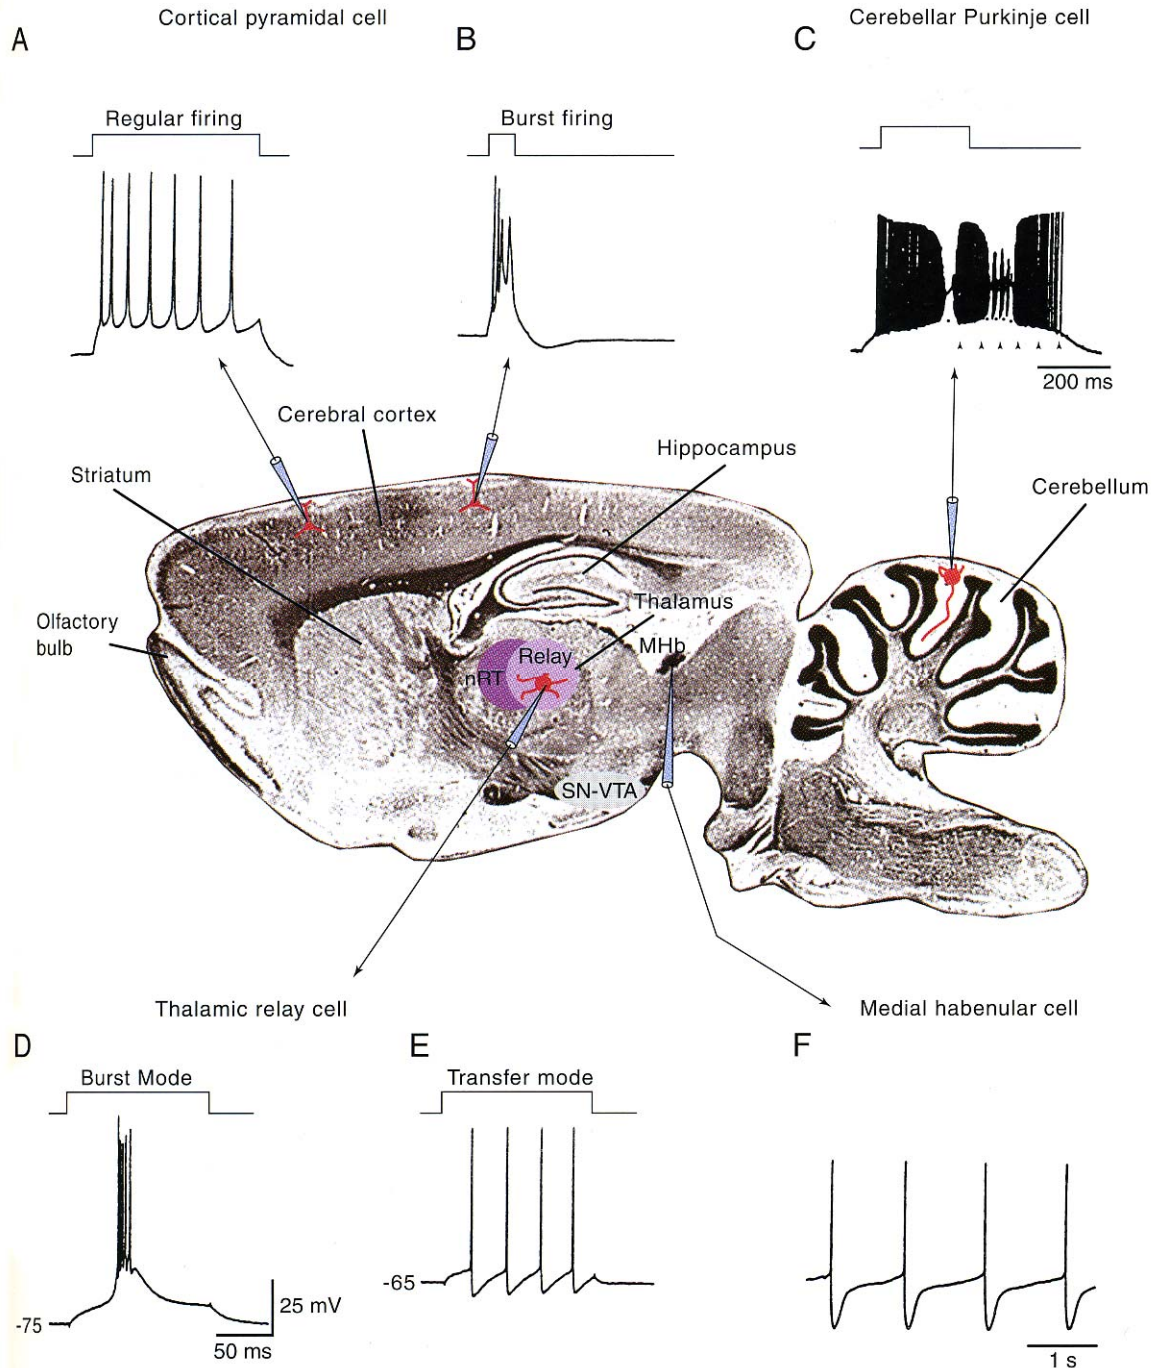 Cortical pyramidal cell
Cerebellar Purkinje cell
A
B
C
Regular firing
Burst firing
200 ms
Cerebral cortex
Hippocampus
Striatum
Cerebellum
Thalamus
Olfactory
bulb
MHb
Relay
nRT
SN-VTA
Thalamic relay cell
Medial habenular cell
D
E
F
Burst Mode
Transfer mode
-65
25 mV
-75
50 ms
1 s